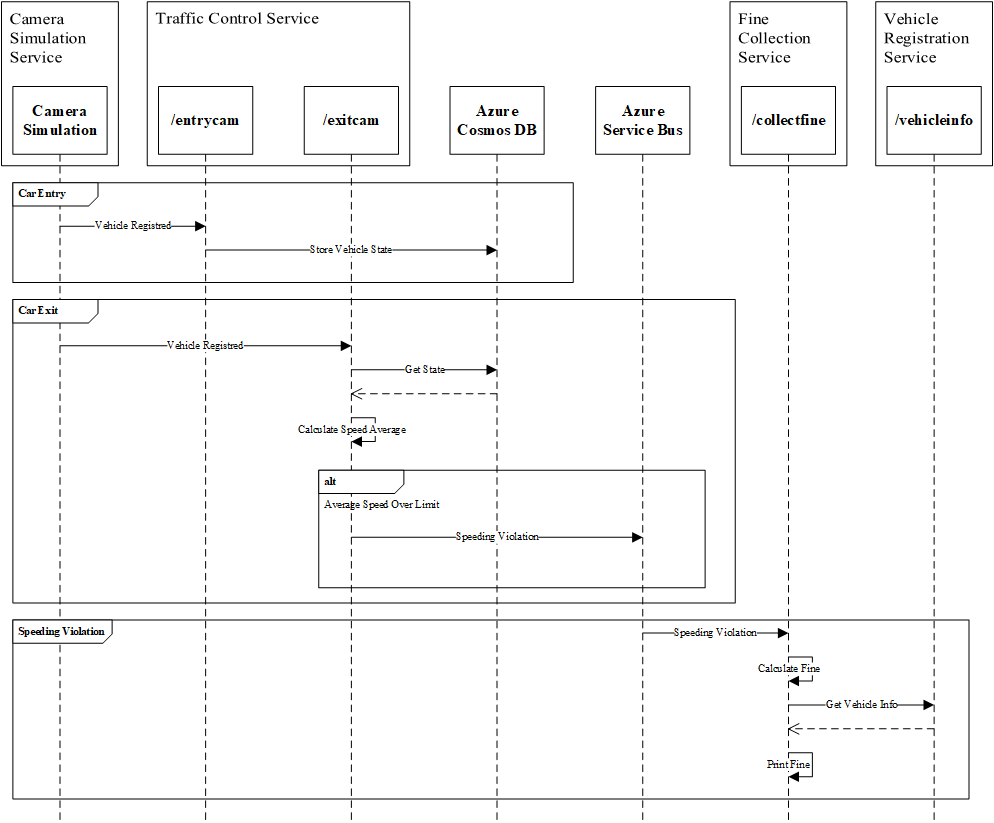 Camera
Simulation
Service
Traffic Control Service
Fine
Collection
Service
Vehicle
Registration
Service
Camera
Simulation
/entrycam
/exitcam
Azure
Cosmos DB
Azure
Service Bus
/collectfine
/vehicleinfo
Car Entry
Vehicle Registred
Store Vehicle State
Car Exit
Vehicle Registred
Get State
Calculate Speed Average
alt
Average Speed Over Limit
Speeding Violation
Speeding Violation
Speeding Violation
Calculate Fine
Get Vehicle Info
Print Fine